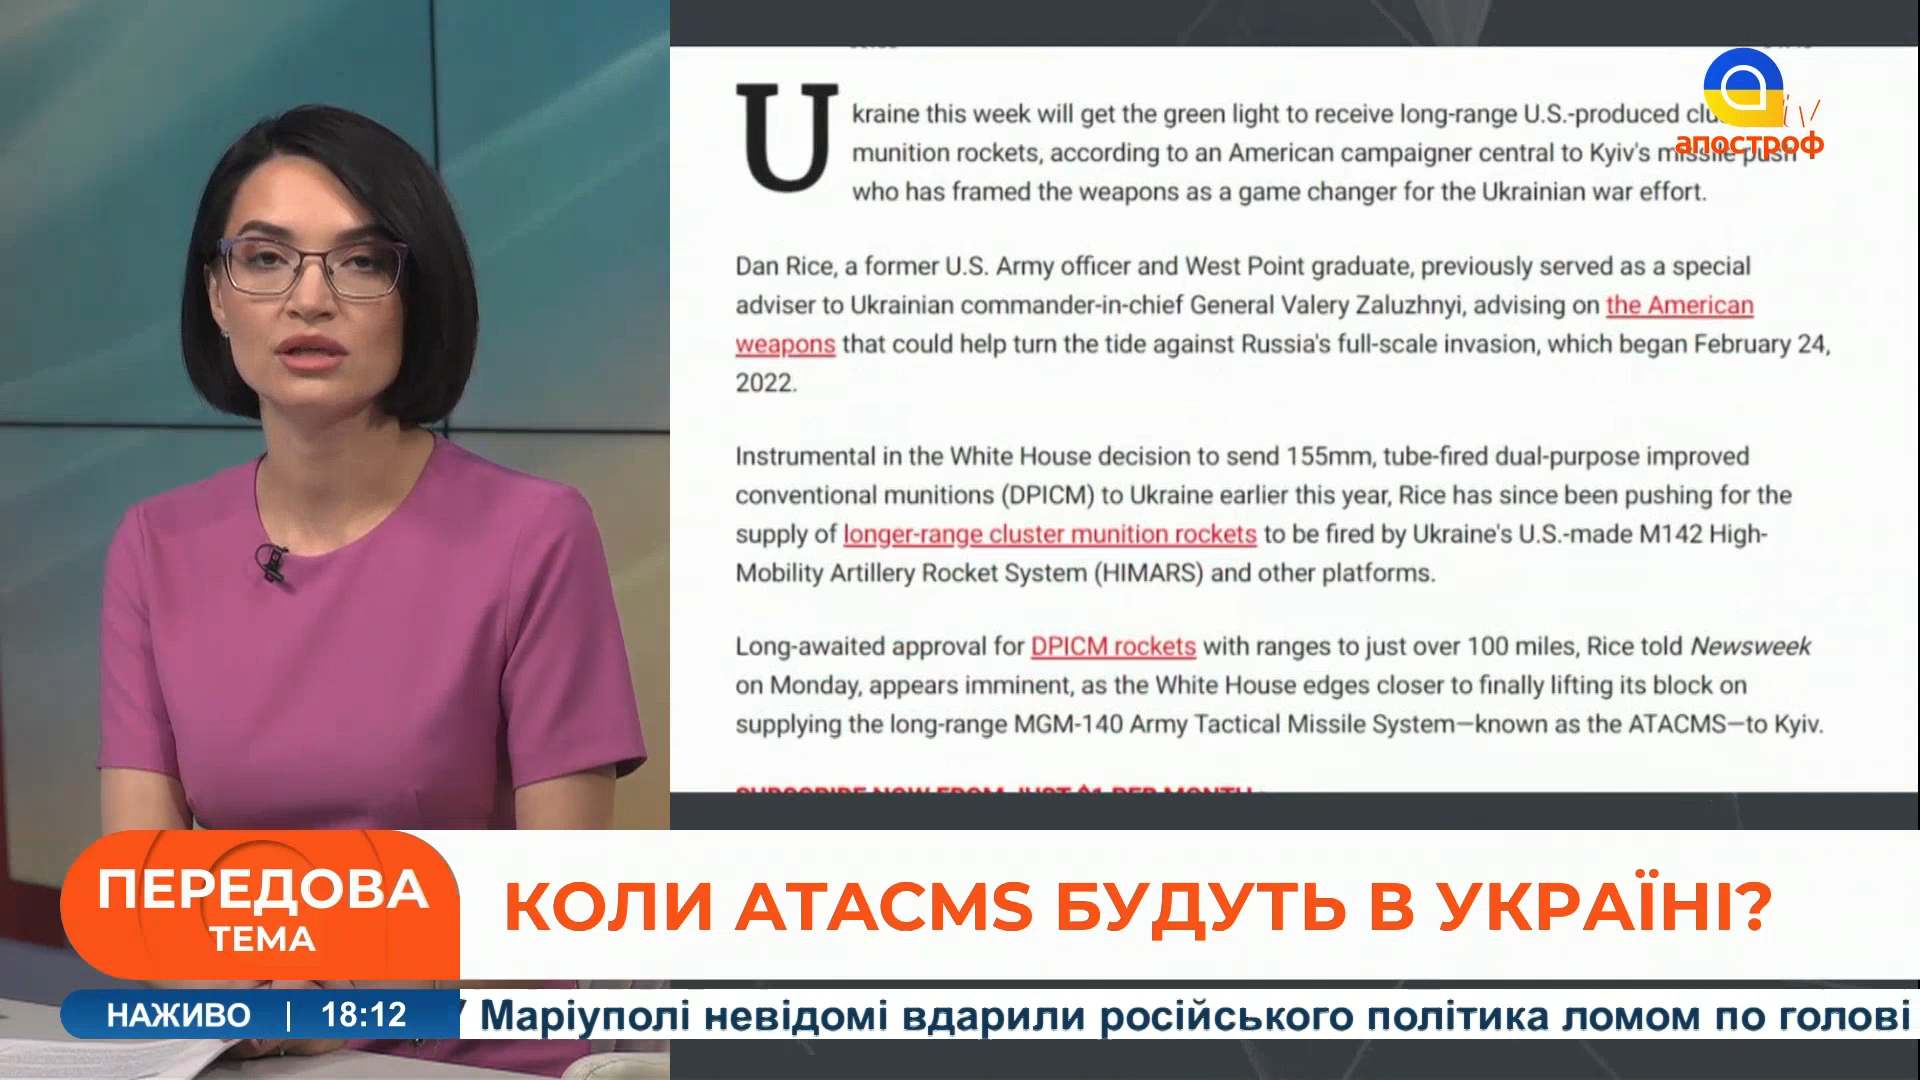 Ukraine this week will get the green light to receive long-range U.S.-produced
munition rockets, according to an American campaigner central to Kyiv's missile push
who has framed the weapons as a game changer for the Ukrainian war effort.
Dan Rice, a former U.S. Army officer and West Point graduate, previously served as a special
adviser to Ukrainian commander-in-chief General Valery Zaluzhnyi, advising on the American
weapons that could help turn the tide against Russia's full-scale invasion, which began February 24,
2022.
Instrumental in the White House decision to send 155mm, tube-fired dual-purpose improved
conventional munitions (DPICM) to Ukraine earlier this year, Rice has since been pushing for the
supply of longer-range cluster munition rockets to be fired by Ukraine's U.S.-made M142 High-
Mobility Artillery Rocket System (HIMARS) and other platforms.
Long-awaited approval for DPICM rockets with ranges to just over 100 miles, Rice told Newsweek
on Monday, appears imminent, as the White House edges closer to finally lifting its block on
supplying the long-range MGM-140 Army Tactical Missile System—known as the ATACMS—to Kyiv.
SUBSCRIBE NOW FROM JUST $1 PER MONTH
апостроф
tv
ПЕРЕДОВА
ТЕМА
КОЛИ ATACMS БУДУТЬ В УКРАЇНІ?
НАЖИВО | 18:12
У Маріуполі невідомі вдарили російського політика ломом по голові